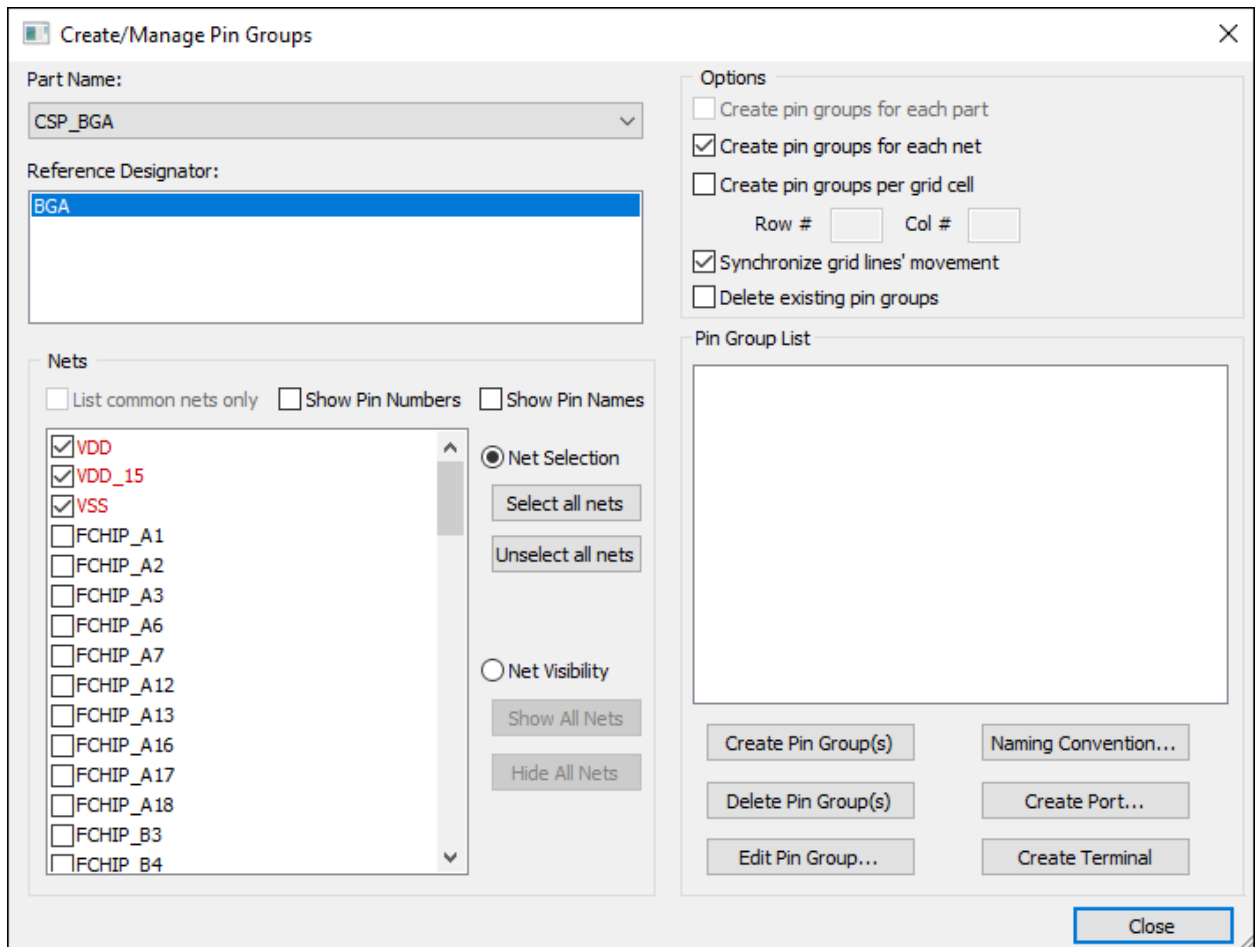 Create/Manage Pin Groups
Part Name:
CSP_BGA
Reference Designator:
BGA
Nets
List common nets only
Show Pin Numbers
Show Pin Names
VDD
VDD_15
VSS
FCHIP_A1
FCHIP_A2
FCHIP_A3
FCHIP_A6
FCHIP_A7
FCHIP_A12
FCHIP_A13
FCHIP_A16
FCHIP_A17
FCHIP_A18
FCHIP_B3
FCHIP_B4
Net Selection
Select all nets
Unselect all nets
Net Visibility
Show All Nets
Hide All Nets
Options
Create pin groups for each part
Create pin groups for each net
Create pin groups per grid cell
Row # Col #
Synchronize grid lines' movement
Delete existing pin groups
Pin Group List
Create Pin Group(s) Naming Convention...
Delete Pin Group(s) Create Port...
Edit Pin Group... Create Terminal
Close